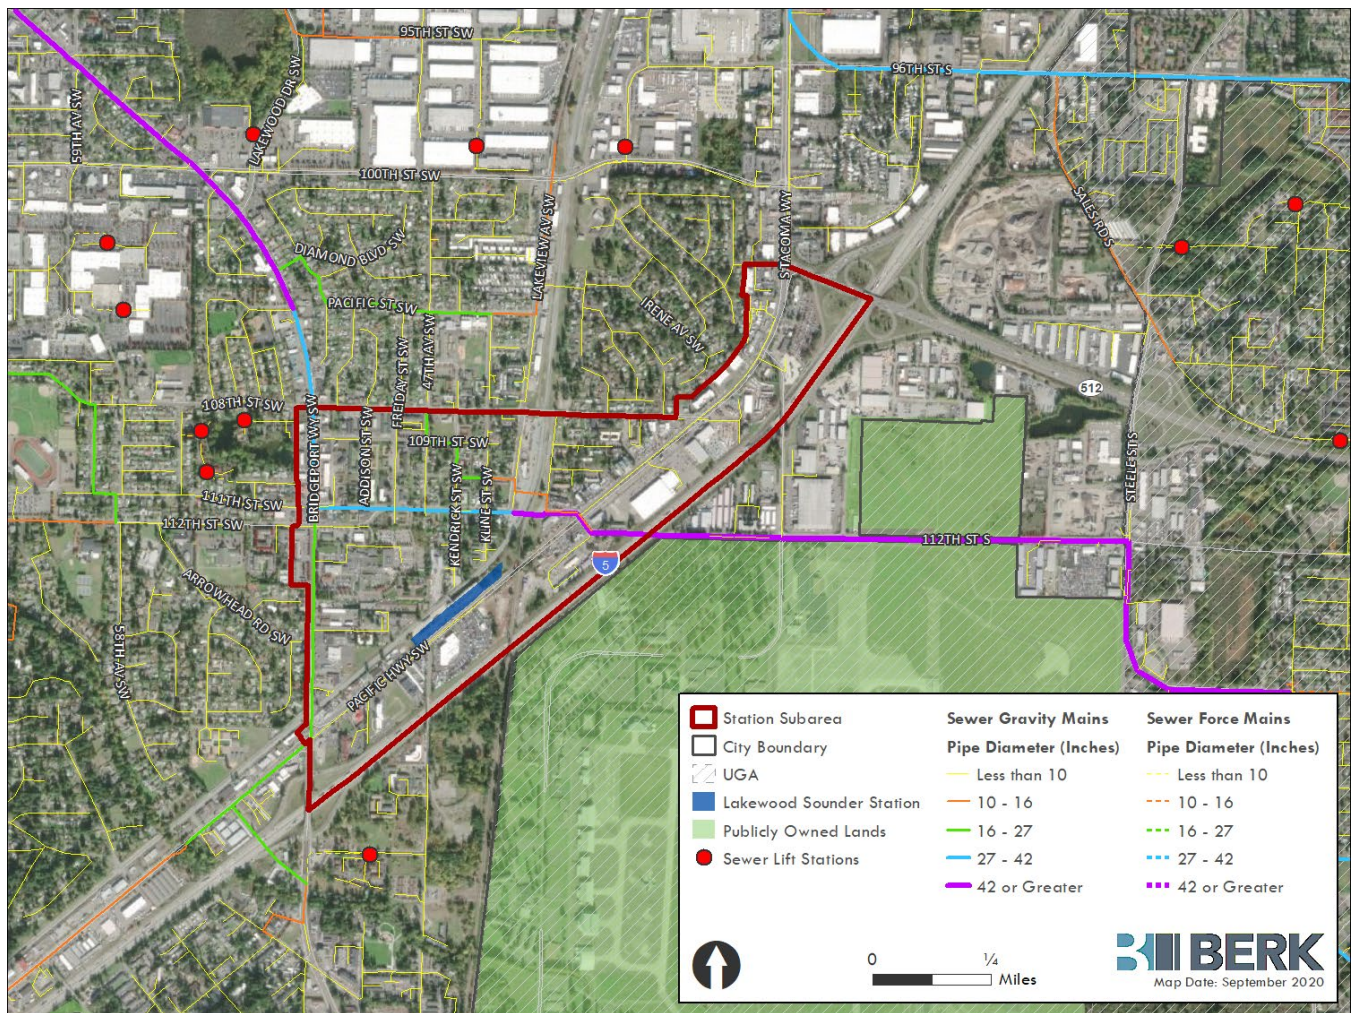 95TH ST SW
96TH ST S
59TH AV SW
LAKEWOOD DR SW
100TH ST SW
SALES RD S
S TACOMA WY
LAKEVIEW AV SW
DIAMOND BLVD SW
PACIFIC ST SW
IRENE AV SW
47TH AV SW
FREIDAY ST SW
512
108TH ST SW
BRIDGEPORT WY SW
ADDISON ST SW
109TH ST SW
STEELE ST S
KENDRICK ST SW
KLINE ST SW
111TH ST SW
112TH ST SW
112TH ST S
5
ARROWHEAD RD SW
58TH AV SW
PACIFIC HWY SW
Station Subarea
City Boundary
UGA
Lakewood Sounder Station
Publicly Owned Lands
Sewer Lift Stations
Sewer Gravity Mains
Pipe Diameter (Inches)
Less than 10
10 - 16
16 - 27
27 - 42
42 or Greater
Sewer Force Mains
Pipe Diameter (Inches)
Less than 10
10 - 16
16 - 27
27 - 42
42 or Greater
0 ¼
Miles
BERK
Map Date: September 2020